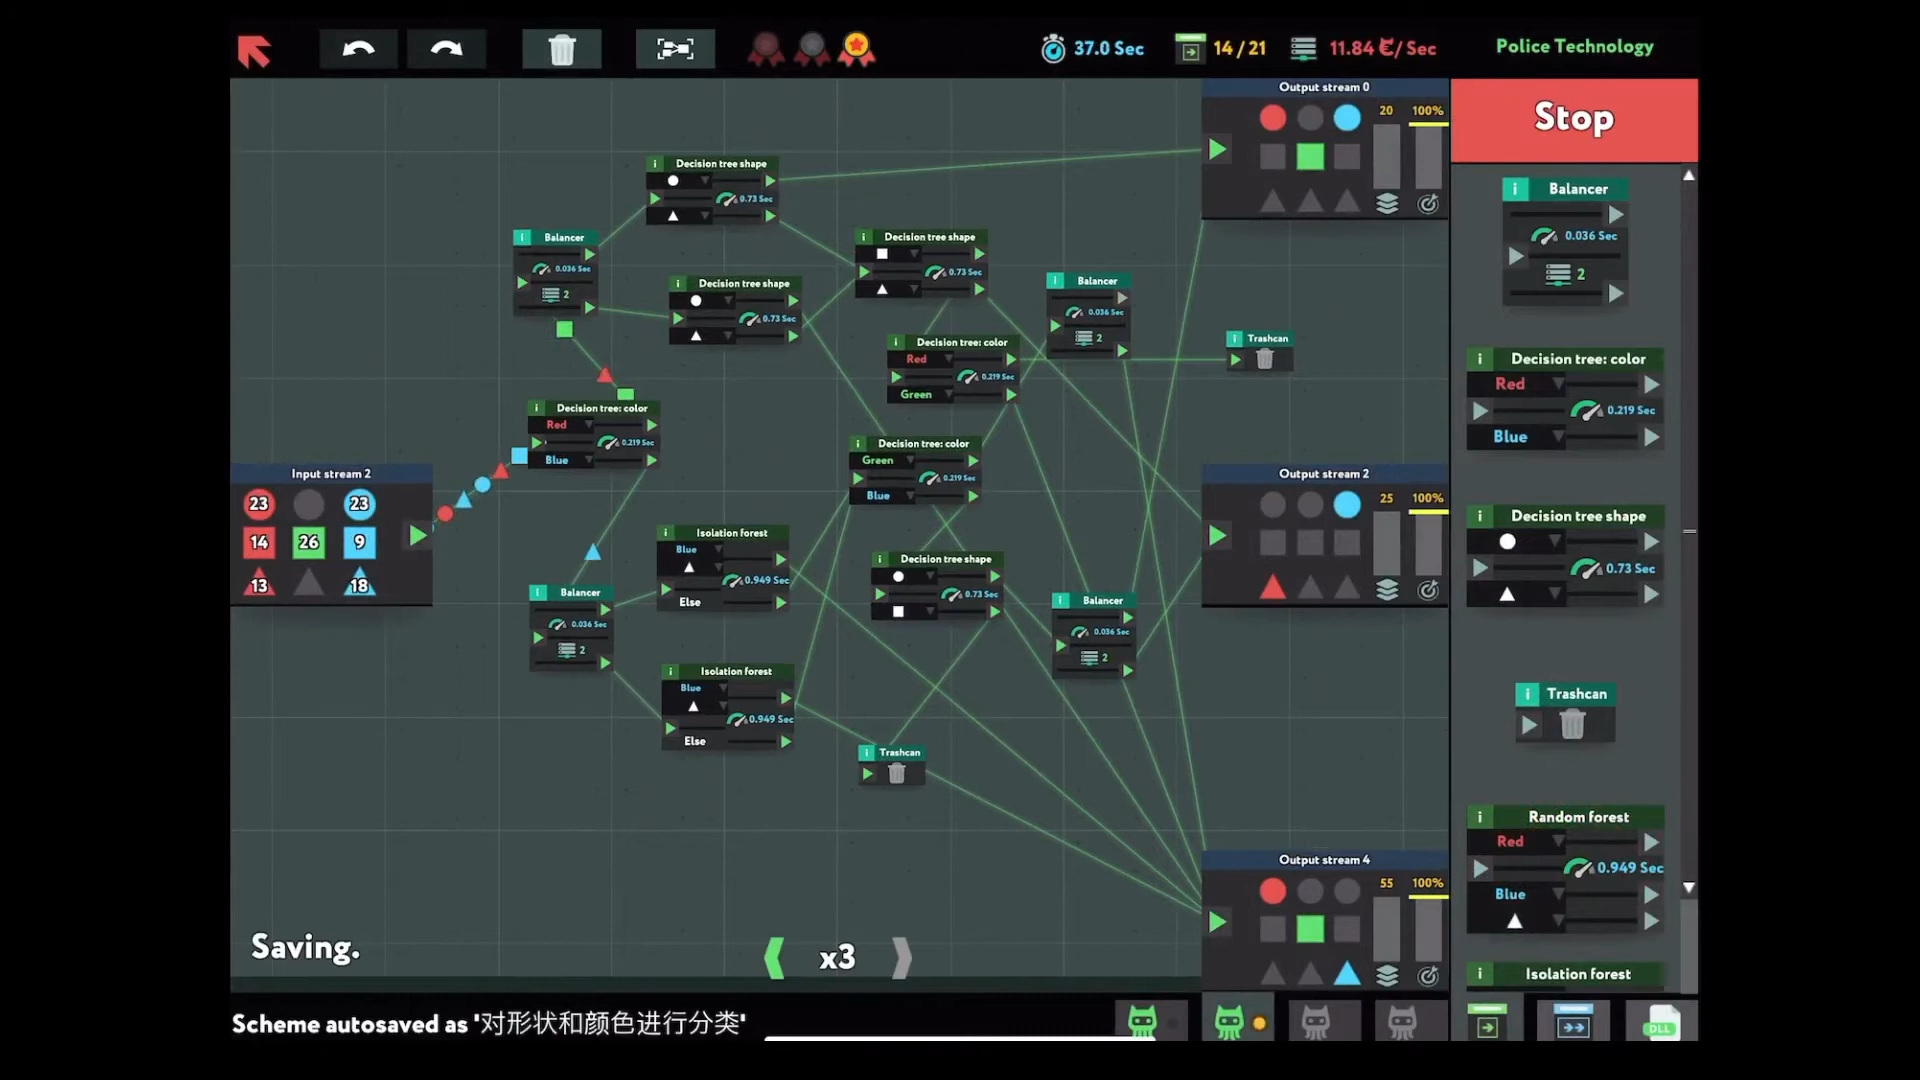 37.0 Sec
14 / 21
11.84 €/ Sec
Police Technology
Stop
Output stream 0
20
100%
Decision tree shape
0.73 Sec
Balancer
0.036 Sec
2
Decision tree shape
0.73 Sec
Decision tree shape
0.73 Sec
Balancer
0.036 Sec
2
Decision tree: color
Red
0.219 Sec
Green
Trashcan
Decision tree: color
Red
0.219 Sec
Blue
Decision tree: color
Green
0.219 Sec
Blue
Input stream 2
23
23
14
26
9
13
18
Output stream 2
25
100%
Isolation forest
Blue
0.949 Sec
Else
Decision tree shape
0.73 Sec
Balancer
0.036 Sec
2
Balancer
0.036 Sec
2
Isolation forest
Blue
0.949 Sec
Else
Trashcan
Output stream 4
55
100%
Balancer
0.036 Sec
2
Decision tree: color
Red
0.219 Sec
Blue
Decision tree shape
0.73 Sec
Trashcan
Random forest
Red
0.949 Sec
Blue
Isolation forest
Saving.
x3
Scheme autosaved as '对形状和颜色进行分类'
DLL